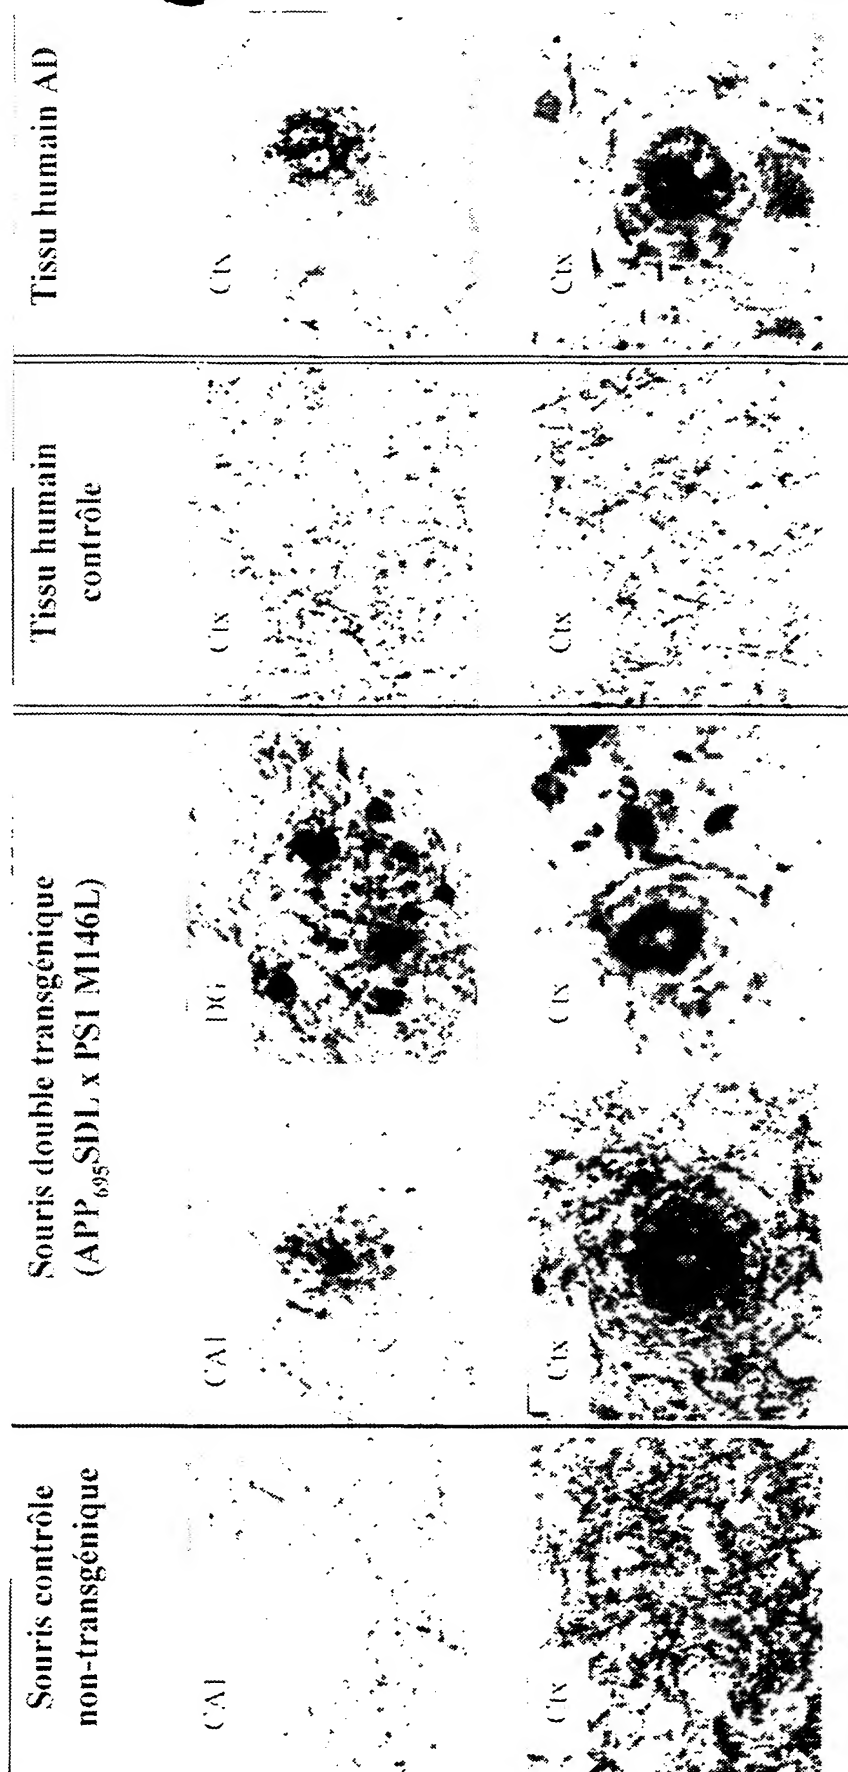 Souris contrôle
non-transgénique
Souris double transgénique
(APP₆₉₅SDL x PS1 M146L)
Tissu humain
contrôle
Tissu humain AD
CA1
CA1
DG
Ctx
Ctx
Ctx
Ctx
Ctx
Ctx
Ctx